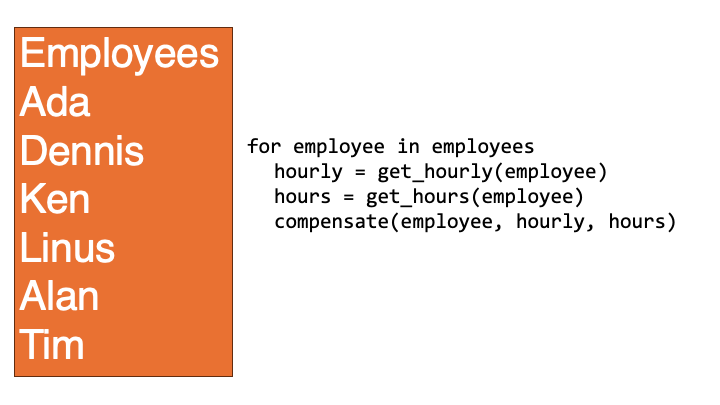 Employees
Ada
Dennis
Ken
Linus
Alan
Tim
for employee in employees
hourly = get_hourly(employee)
hours = get_hours(employee)
compensate(employee, hourly, hours)